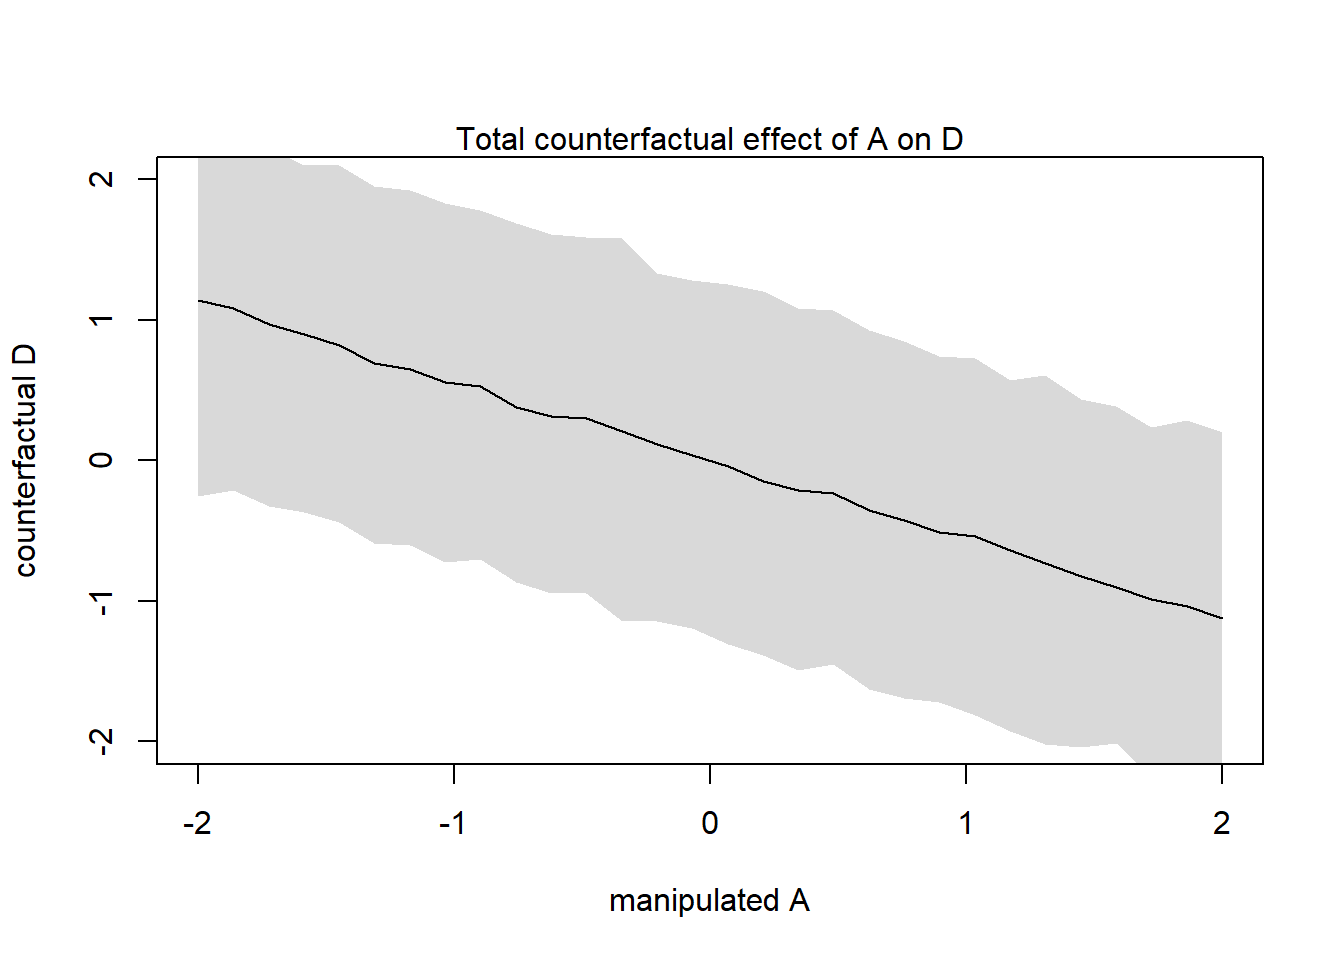 Total counterfactual effect of A on D
counterfactual D
2
1
0
-1
-2
-2 -1 0 1 2
manipulated A